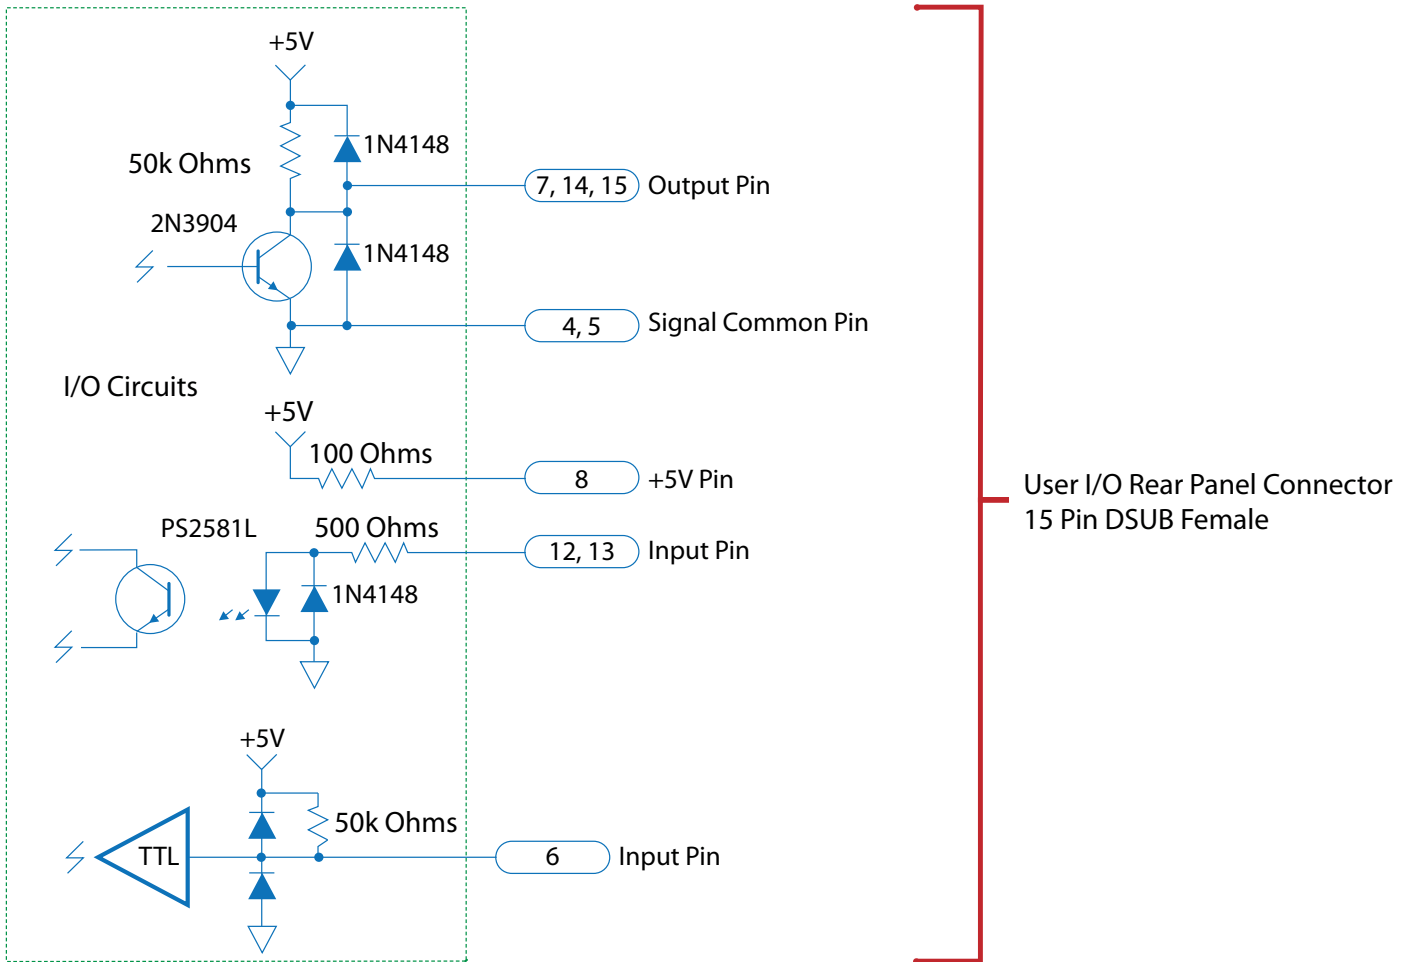 +5V
1N4148
50k Ohms
7, 14, 15 Output Pin
2N3904
1N4148
4, 5 Signal Common Pin
I/O Circuits
+5V
100 Ohms
8 +5V Pin
PS2581L
500 Ohms
12, 13 Input Pin
1N4148
User I/O Rear Panel Connector
15 Pin DSUB Female
+5V
50k Ohms
TTL
6 Input Pin